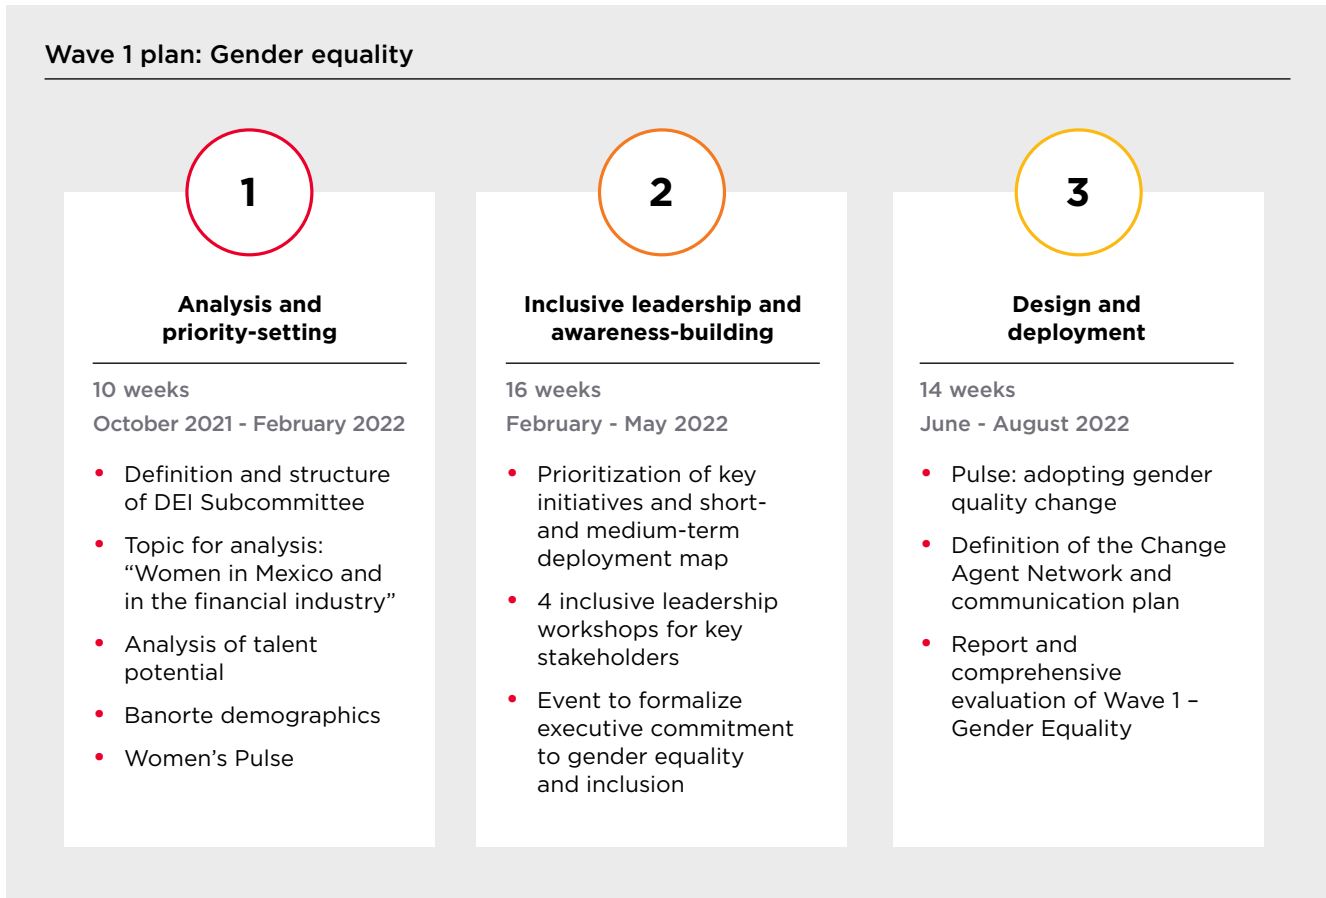 Wave 1 plan: Gender equality
1
Analysis and
priority-setting
10 weeks
October 2021 - February 2022
• Definition and structure
of DEI Subcommittee
• Topic for analysis:
“Women in Mexico and
in the financial industry”
• Analysis of talent
potential
• Banorte demographics
• Women’s Pulse
2
Inclusive leadership and
awareness-building
16 weeks
February - May 2022
• Prioritization of key
initiatives and short-
and medium-term
deployment map
• 4 inclusive leadership
workshops for key
stakeholders
• Event to formalize
executive commitment
to gender equality
and inclusion
3
Design and
deployment
14 weeks
June - August 2022
• Pulse: adopting gender
quality change
• Definition of the Change
Agent Network and
communication plan
• Report and
comprehensive
evaluation of Wave 1 –
Gender Equality